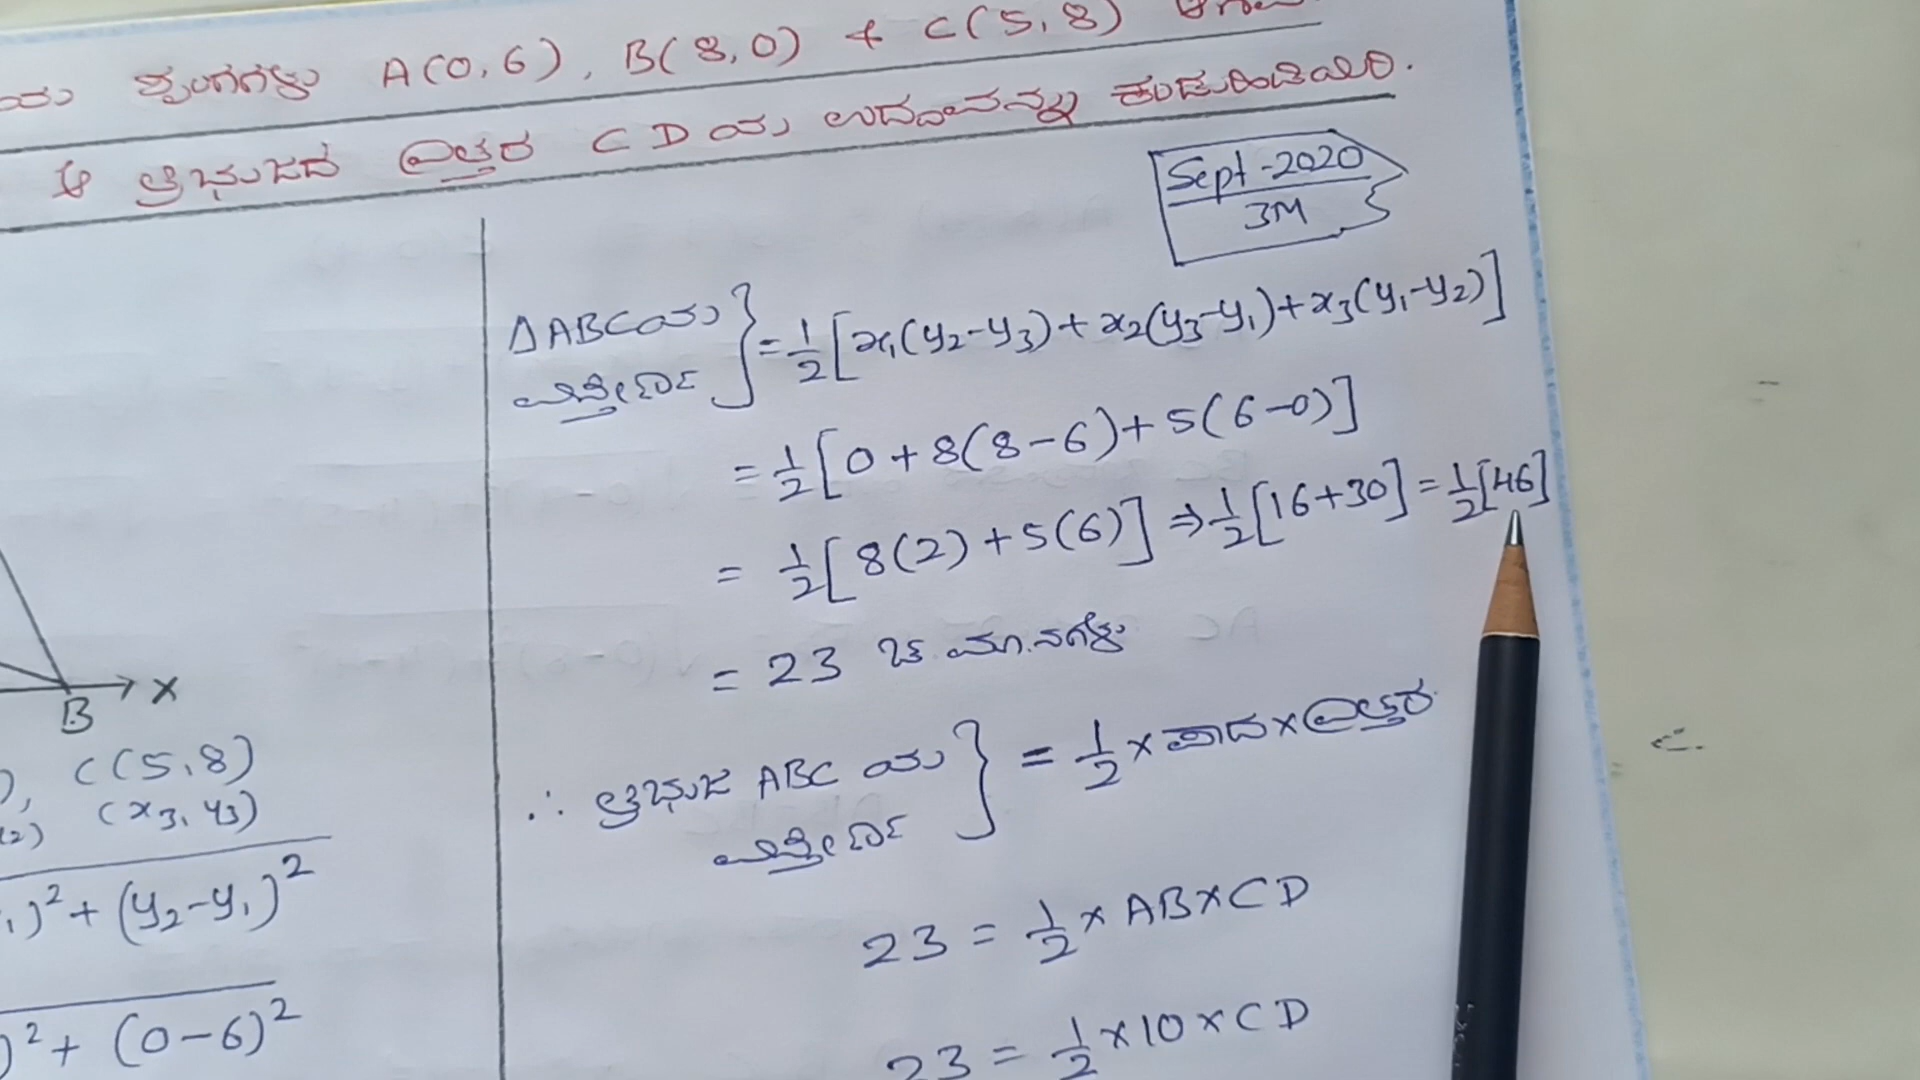 ಯ ಶೃಂಗಗಳು A(0,6), B(8,0) & C(5,8)
ಆ ತ್ರಿಭುಜದ ಎತ್ತರ CD ಯ ಉದ್ದವನ್ನು ಕಂಡುಹಿಡಿಯಿರಿ.
Sept-2020
3M
ΔABC ಯ ವಿಸ್ತೀರ್ಣ } = 1/2 [x₁(y₂-y₃)+x₂(y₃-y₁)+x₃(y₁-y₂)]
= 1/2 [0+8(8-6)+5(6-0)]
= 1/2 [8(2)+5(6)] ⇒ 1/2 [16+30] = 1/2 [46]
= 23 ಚ.ಮಾನಗಳು
∴ ತ್ರಿಭುಜ ABC ಯ ವಿಸ್ತೀರ್ಣ } = 1/2 × ಪಾದ × ಎತ್ತರ
23 = 1/2 × AB × CD
23 = 1/2 × 10 × CD
X
B
), C(5,8)
(x₃, y₃)
₁)² + (y₂-y₁)²
)² + (0-6)²